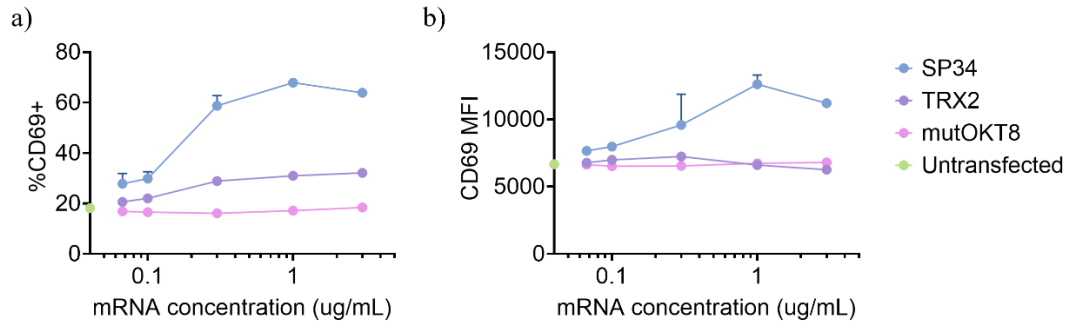 a)
80
60
40
20
0
%CD69+
0.1
1
mRNA concentration (ug/mL)
b)
15000
10000
5000
0
CD69 MFI
0.1
1
mRNA concentration (ug/mL)
SP34
TRX2
mutOKT8
Untransfected